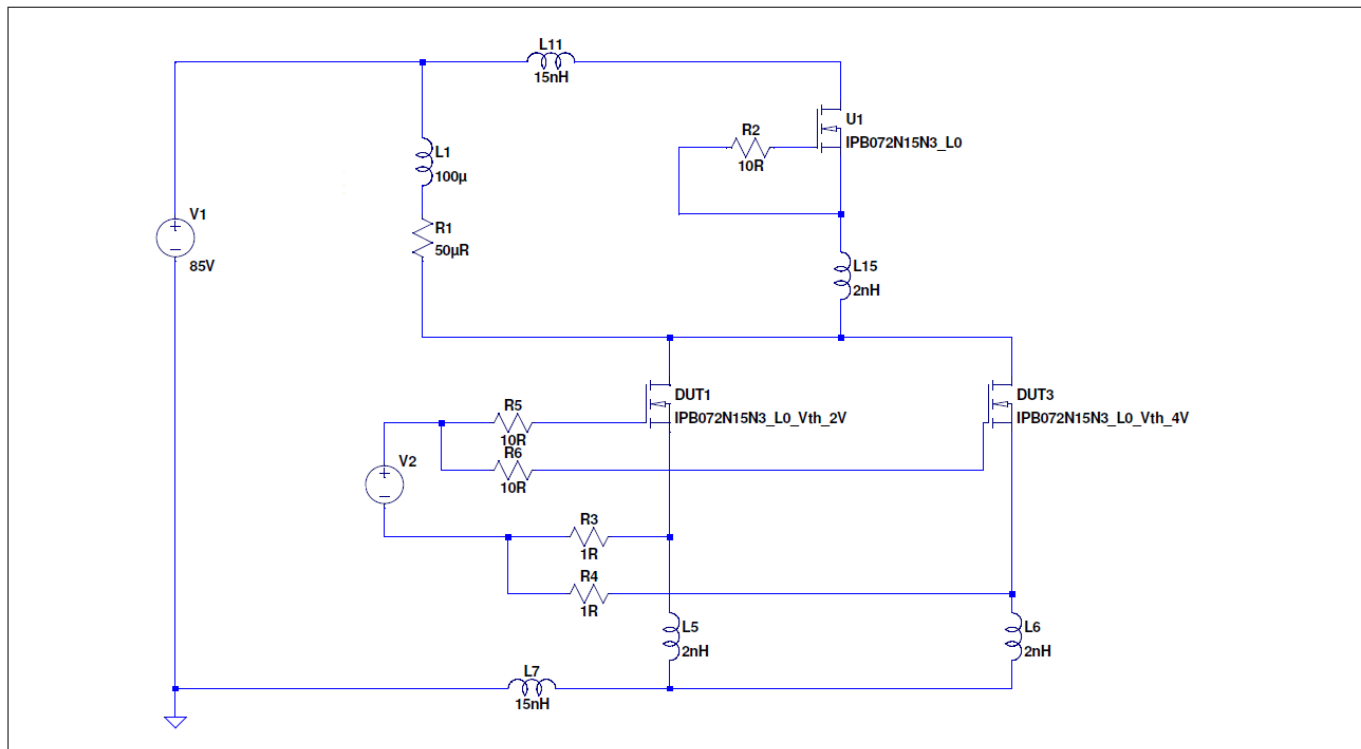 L11
15nH
U1
IPB072N15N3_L0
R2
10R
L1
100µ
V1
85V
R1
50µR
L15
2nH
DUT1
IPB072N15N3_L0_Vth_2V
DUT3
IPB072N15N3_L0_Vth_4V
R5
10R
R6
10R
V2
R3
1R
R4
1R
L5
2nH
L6
2nH
L7
15nH